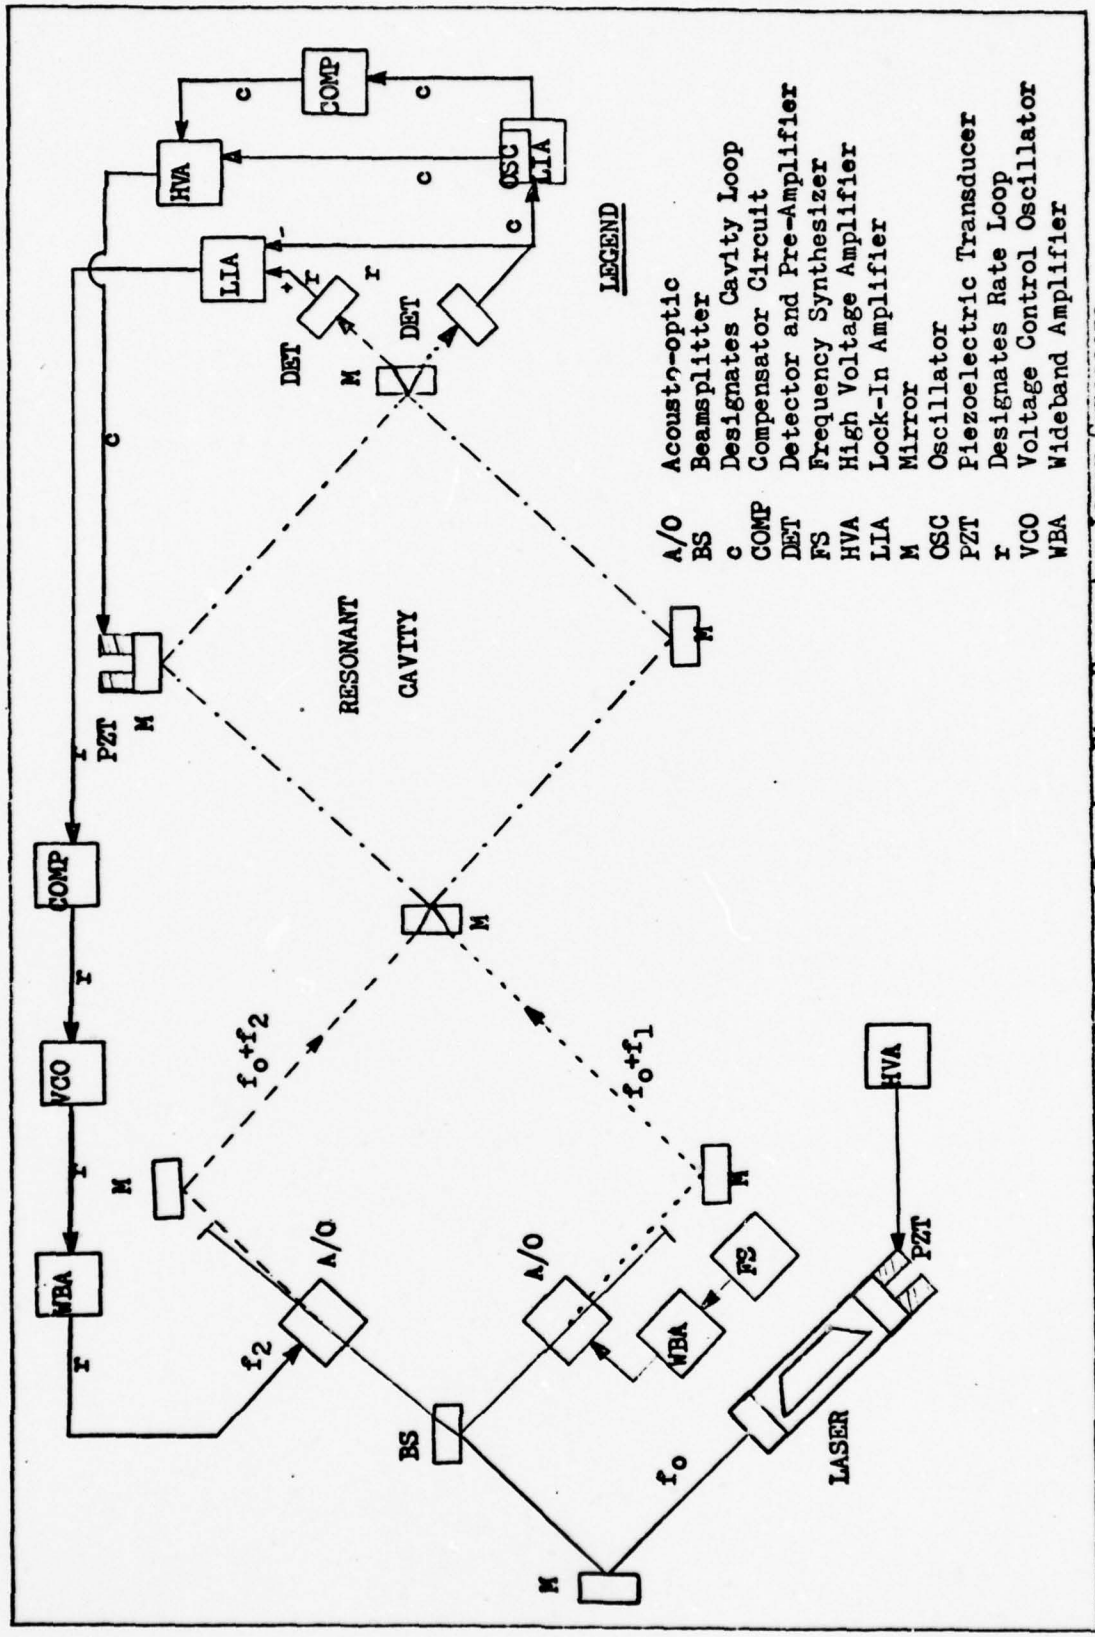 WBA
r
VCO
r
COMP
r
f2
r
M
A/O
f0+f2
PZT
M
c
HVA
c
COMP
c
LIA
c
OSC
LIA
c
+
-
r
r
DET
M
DET
RESONANT
CAVITY
M
M
BS
A/O
f0+f1
M
WBA
FS
M
f0
LASER
PZT
HVA
LEGEND
A/O Acousto-optic
BS Beamsplitter
c Designates Cavity Loop
COMP Compensator Circuit
DET Detector and Pre-Amplifier
FS Frequency Synthesizer
HVA High Voltage Amplifier
LIA Lock-In Amplifier
M Mirror
OSC Oscillator
PZT Piezoelectric Transducer
r Designates Rate Loop
VCO Voltage Control Oscillator
WBA Wideband Amplifier